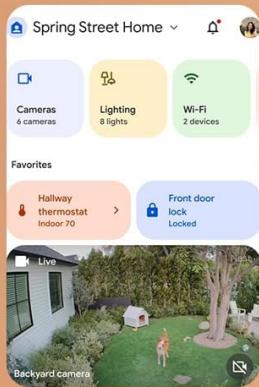 Spring Street Home
Cameras
6 cameras
Lighting
8 lights
Wi-Fi
2 devices
Favorites
Hallway
thermostat
Indoor 70
Front door
lock
Locked
Live
Nest
Backyard camera